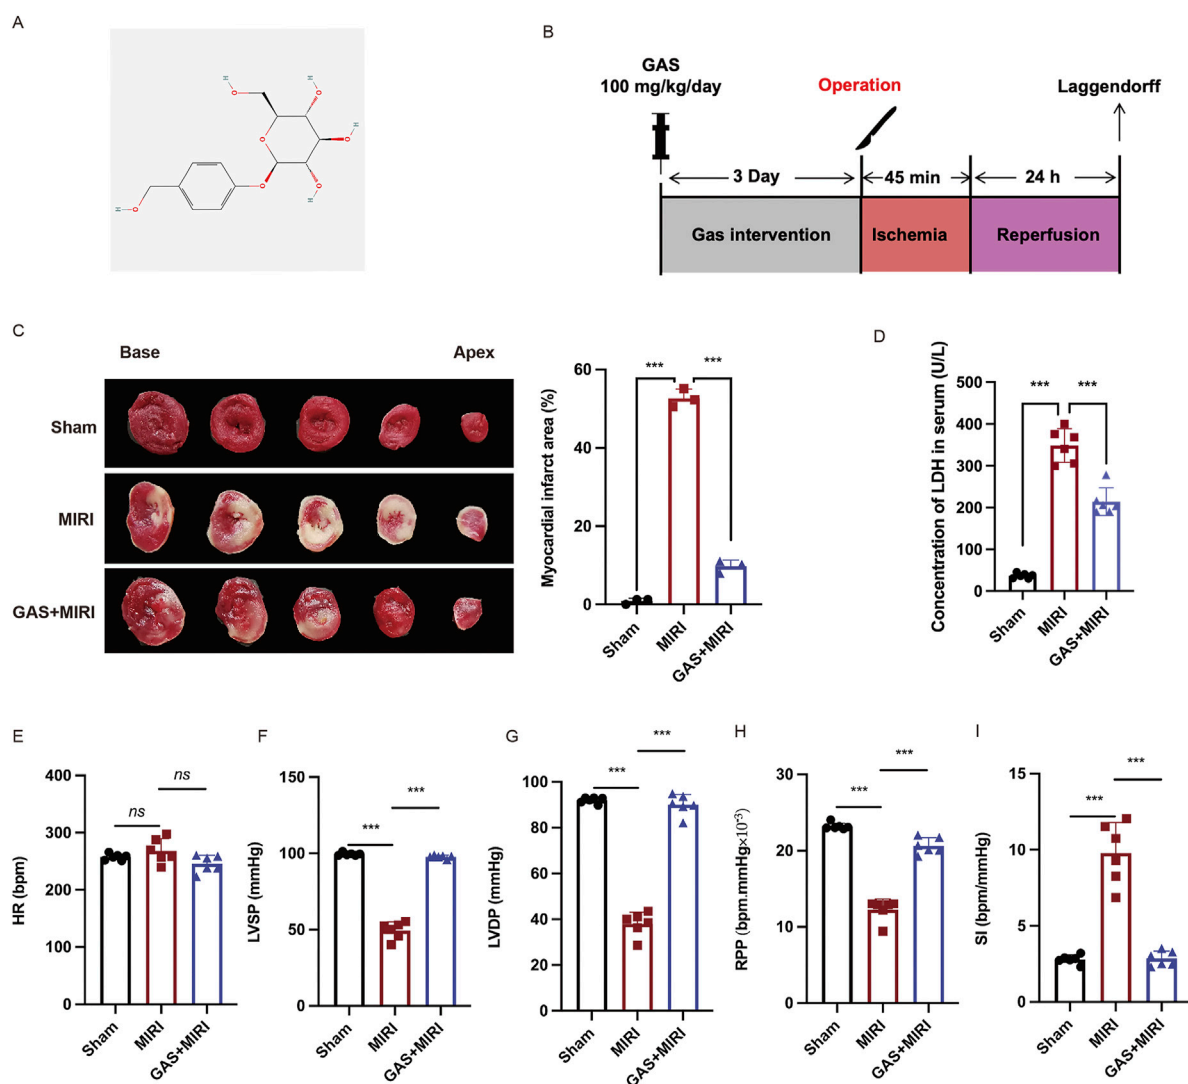 A
H
O
H
O
H
O
H
O
O
O
O
H
O
H
B
GAS
100 mg/kg/day
Operation
Laggendorff
3 Day
45 min
24 h
Gas intervention
Ischemia
Reperfusion
C
Base
Apex
Sham
MIRI
GAS+MIRI
Myocardial infarct area (%)
60
40
20
0
***
***
Sham
MIRI
GAS+MIRI
D
Concentration of LDH in serum (U/L)
500
400
300
200
100
0
***
***
Sham
MIRI
GAS+MIRI
E
HR (bpm)
400
300
200
100
0
ns
ns
Sham
MIRI
GAS+MIRI
F
LVSP (mmHg)
150
100
50
0
***
***
Sham
MIRI
GAS+MIRI
G
LVDP (mmHg)
100
80
60
40
20
0
***
***
Sham
MIRI
GAS+MIRI
H
RPP (bpm.mmHg×10⁻³)
30
20
10
0
***
***
Sham
MIRI
GAS+MIRI
I
SI (bpm/mmHg)
15
10
5
0
***
***
Sham
MIRI
GAS+MIRI